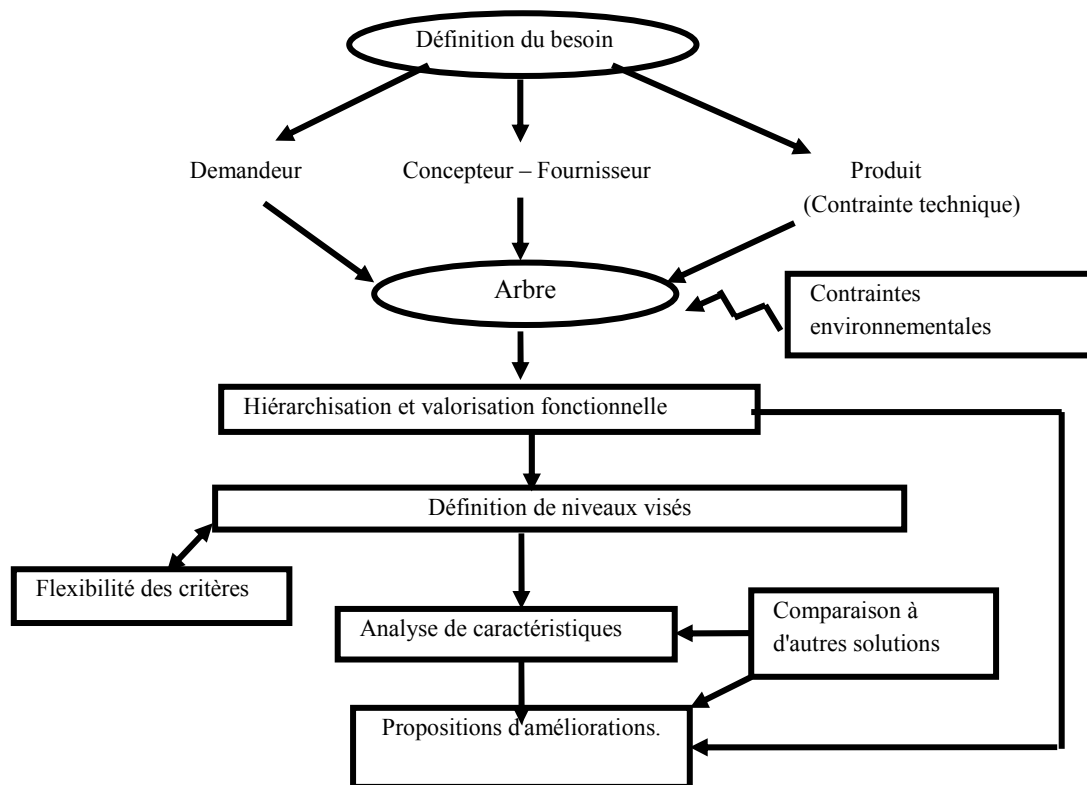 Définition du besoin
Demandeur
Concepteur – Fournisseur
Produit
(Contrainte technique)
Arbre
Contraintes
environnementales
Hiérarchisation et valorisation fonctionnelle
Définition de niveaux visés
Flexibilité des critères
Analyse de caractéristiques
Comparaison à
d'autres solutions
Propositions d'améliorations.